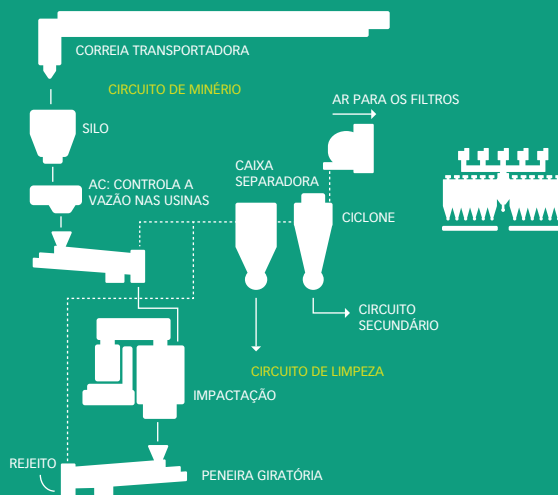 CORREIA TRANSPORTADORA
CIRCUITO DE MINÉRIO
AR PARA OS FILTROS
SILO
CAIXA
SEPARADORA
AC: CONTROLA A
VAZÃO NAS USINAS
CICLONE
CIRCUITO
SECUNDÁRIO
CIRCUITO DE LIMPEZA
IMPACTAÇÃO
REJEITO
PENEIRA GIRATÓRIA